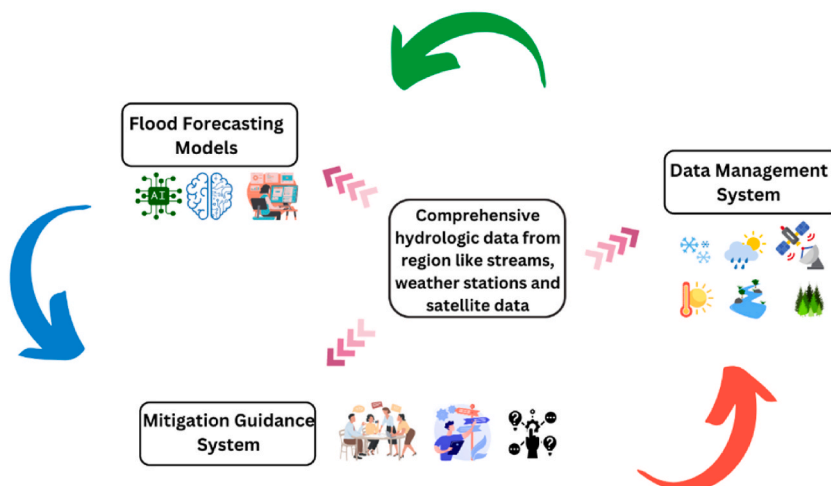 Flood Forecasting
Models
AI
Data Management
System
Comprehensive
hydrologic data from
region like streams,
weather stations and
satellite data
Mitigation Guidance
System